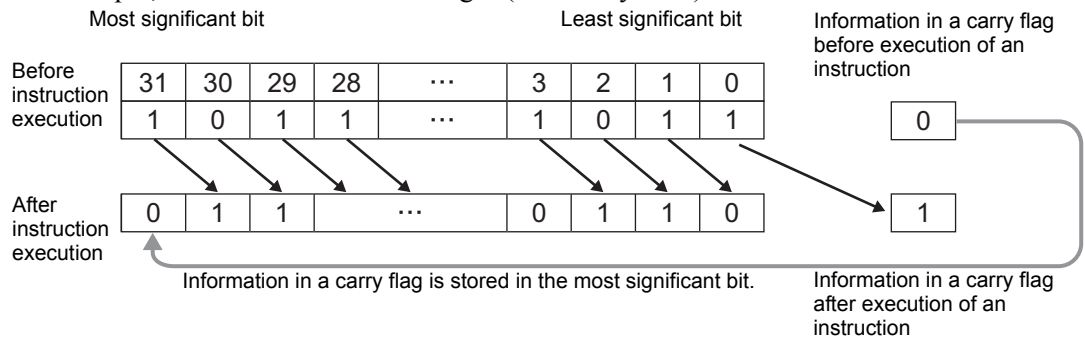 Most significant bit
Least significant bit
Information in a carry flag
before execution of an
instruction
Before
instruction
execution
31 30 29 28 ··· 3 2 1 0
1 0 1 1 ··· 1 0 1 1
0
After
instruction
execution
0 1 1 ··· 0 1 1 0
1
Information in a carry flag is stored in the most significant bit.
Information in a carry flag
after execution of an
instruction